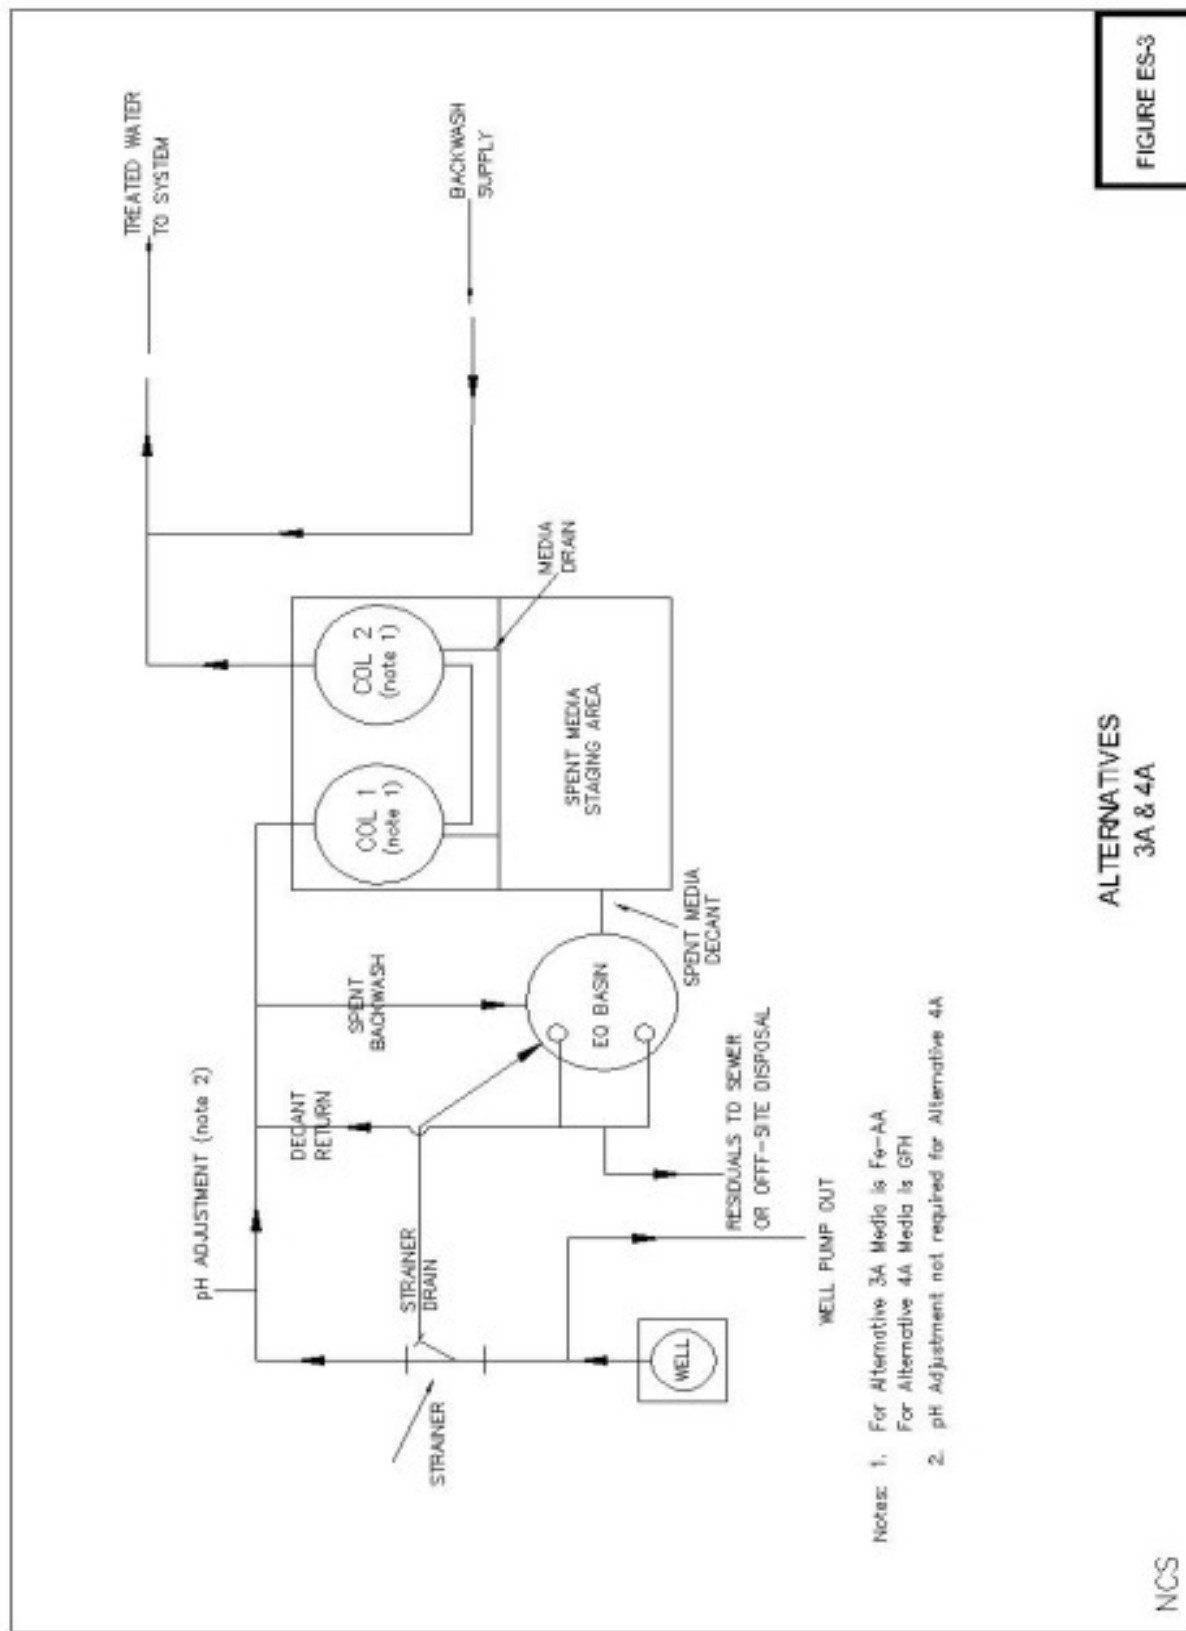 TREATED WATER
TO SYSTEM
BACKWASH
SUPPLY
pH ADJUSTMENT (note 2)
DECANT
RETURN
SPENT
BACKWASH
COL 1
(note 1)
COL 2
(note 1)
MEDIA
DRAIN
SPENT MEDIA
STAGING AREA
SPENT MEDIA
DECANT
EQ BASIN
STRAINER
DRAIN
STRAINER
WELL
RESIDUALS TO SEWER
OR OFFF-SITE DISPOSAL
WELL PUMP OUT
Notes: 1. For Alternative 3A Media is Fe-AA
For Alternative 4A Media is GFH
2. pH Adjustment not required for Alternative 4A
ALTERNATIVES
3A & 4A
NCS
FIGURE ES-3